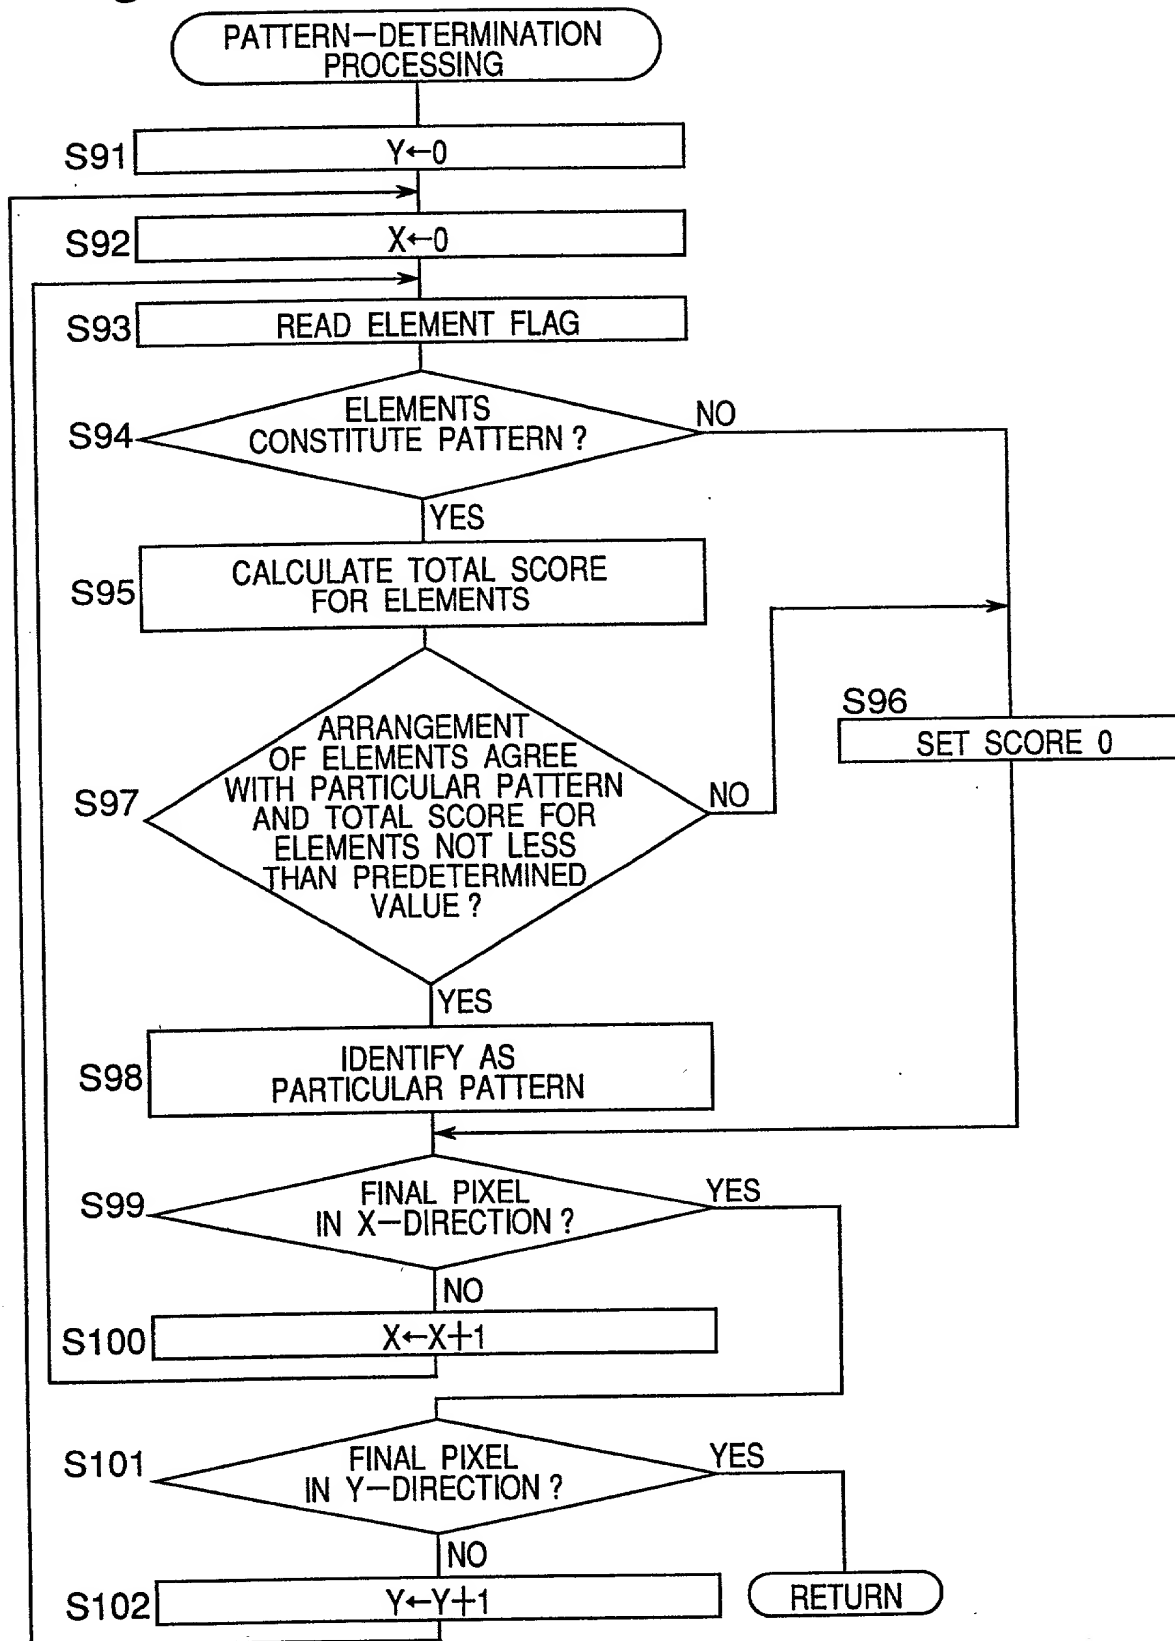 PATTERN—DETERMINATION
PROCESSING
S91
Y←0
S92
X←0
S93
READ ELEMENT FLAG
S94
ELEMENTS
CONSTITUTE PATTERN ?
NO
YES
S95
CALCULATE TOTAL SCORE
FOR ELEMENTS
S96
SET SCORE 0
S97
ARRANGEMENT
OF ELEMENTS AGREE
WITH PARTICULAR PATTERN
AND TOTAL SCORE FOR
ELEMENTS NOT LESS
THAN PREDETERMINED
VALUE ?
NO
YES
S98
IDENTIFY AS
PARTICULAR PATTERN
S99
FINAL PIXEL
IN X—DIRECTION ?
YES
NO
S100
X←X+1
S101
FINAL PIXEL
IN Y—DIRECTION ?
YES
NO
S102
Y←Y+1
RETURN